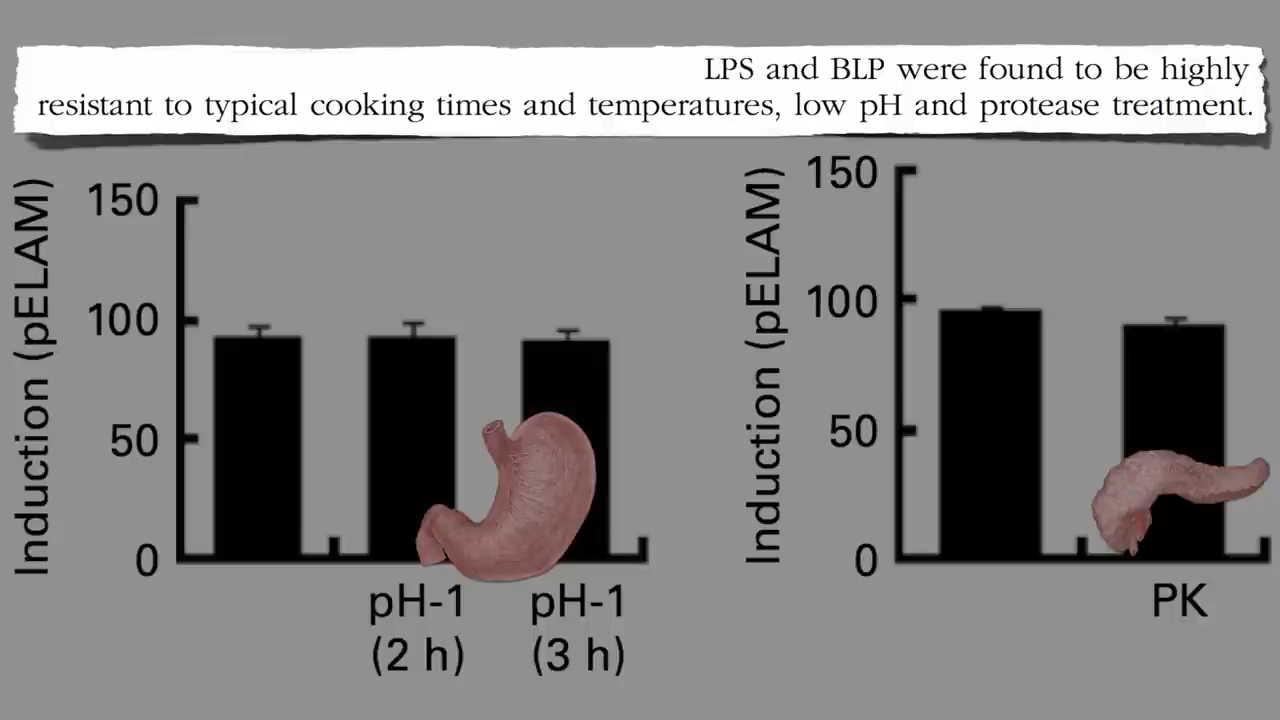 LPS and BLP were found to be highly
resistant to typical cooking times and temperatures, low pH and protease treatment.
Induction (pELAM)
150
100
50
0
pH-1
(2 h)
pH-1
(3 h)
Induction (pELAM)
150
100
50
0
PK